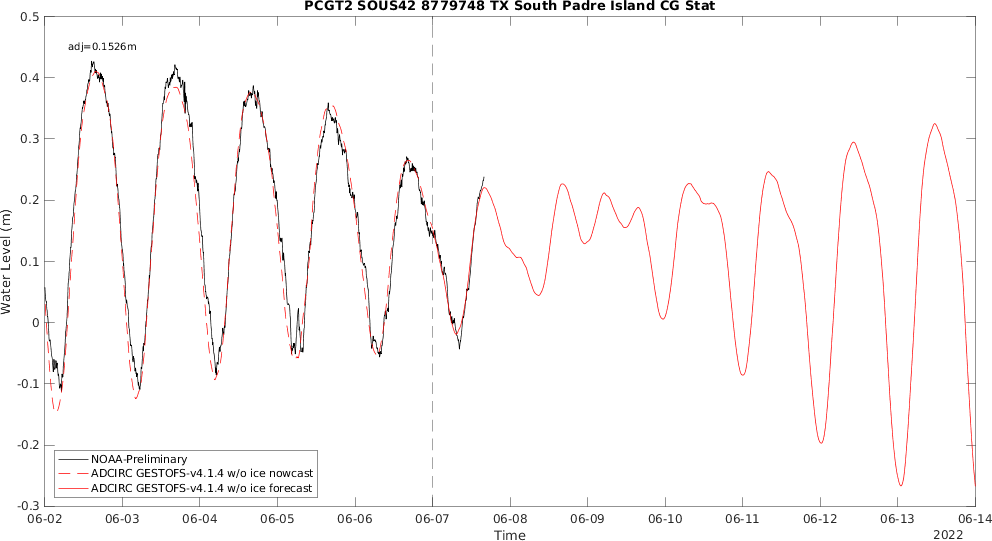 PCGT2 SOUS42 8779748 TX South Padre Island CG Stat
adj=0.1526m
0.5
0.4
0.3
0.2
0.1
0
-0.1
-0.2
-0.3
Water Level (m)
NOAA-Preliminary
ADCIRC GESTOFS-v4.1.4 w/o ice nowcast
ADCIRC GESTOFS-v4.1.4 w/o ice forecast
06-02 06-03 06-04 06-05 06-06 06-07 06-08 06-09 06-10 06-11 06-12 06-13 06-14
Time
2022